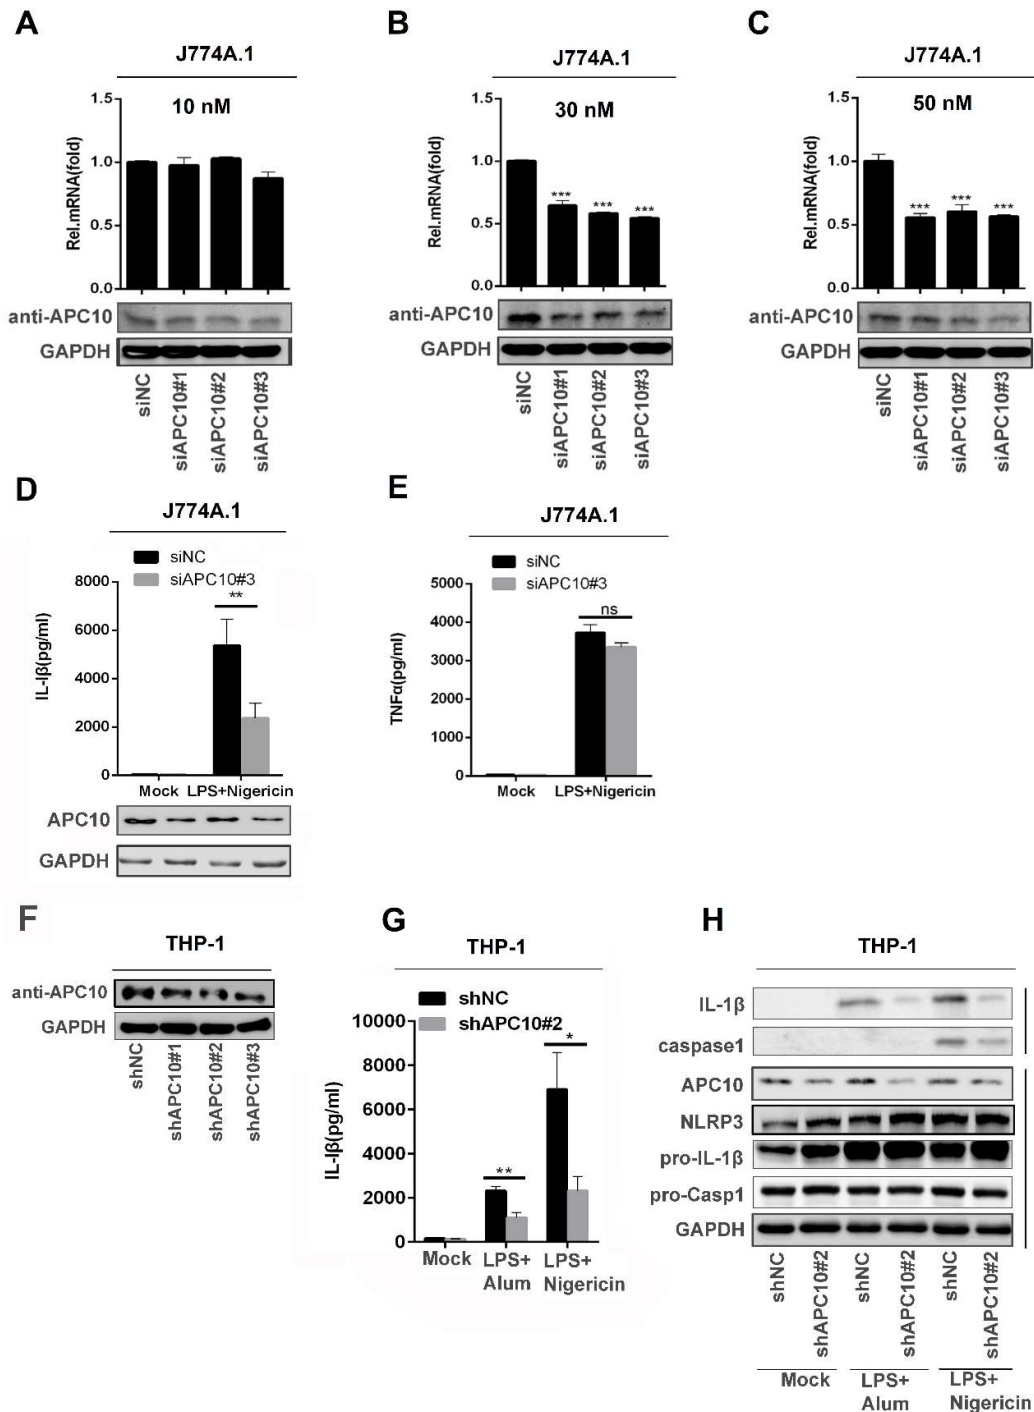 A
J774A.1
10 nM
Rel.mRNA(fold)
1.5
1.0
0.5
0.0
anti-APC10
GAPDH
siNC
siAPC10#1
siAPC10#2
siAPC10#3
B
J774A.1
30 nM
Rel.mRNA(fold)
1.5
1.0
0.5
0.0
***
***
***
anti-APC10
GAPDH
siNC
siAPC10#1
siAPC10#2
siAPC10#3
C
J774A.1
50 nM
Rel.mRNA(fold)
1.5
1.0
0.5
0.0
***
***
***
anti-APC10
GAPDH
siNC
siAPC10#1
siAPC10#2
siAPC10#3
D
J774A.1
siNC
siAPC10#3
**
IL-Iβ(pg/ml)
8000
6000
4000
2000
0
Mock LPS+Nigericin
APC10
GAPDH
E
J774A.1
siNC
siAPC10#3
ns
TNFα(pg/ml)
5000
4000
3000
2000
1000
0
Mock LPS+Nigericin
F
THP-1
anti-APC10
GAPDH
shNC
shAPC10#1
shAPC10#2
shAPC10#3
G
THP-1
shNC
shAPC10#2
IL-Iβ(pg/ml)
10000
8000
6000
4000
2000
0
**
*
Mock
LPS+
Alum
LPS+
Nigericin
H
THP-1
IL-1β
caspase1
APC10
NLRP3
pro-IL-1β
pro-Casp1
GAPDH
shNC
shAPC10#2
shNC
shAPC10#2
shNC
shAPC10#2
Mock
LPS+
Alum
LPS+
Nigericin